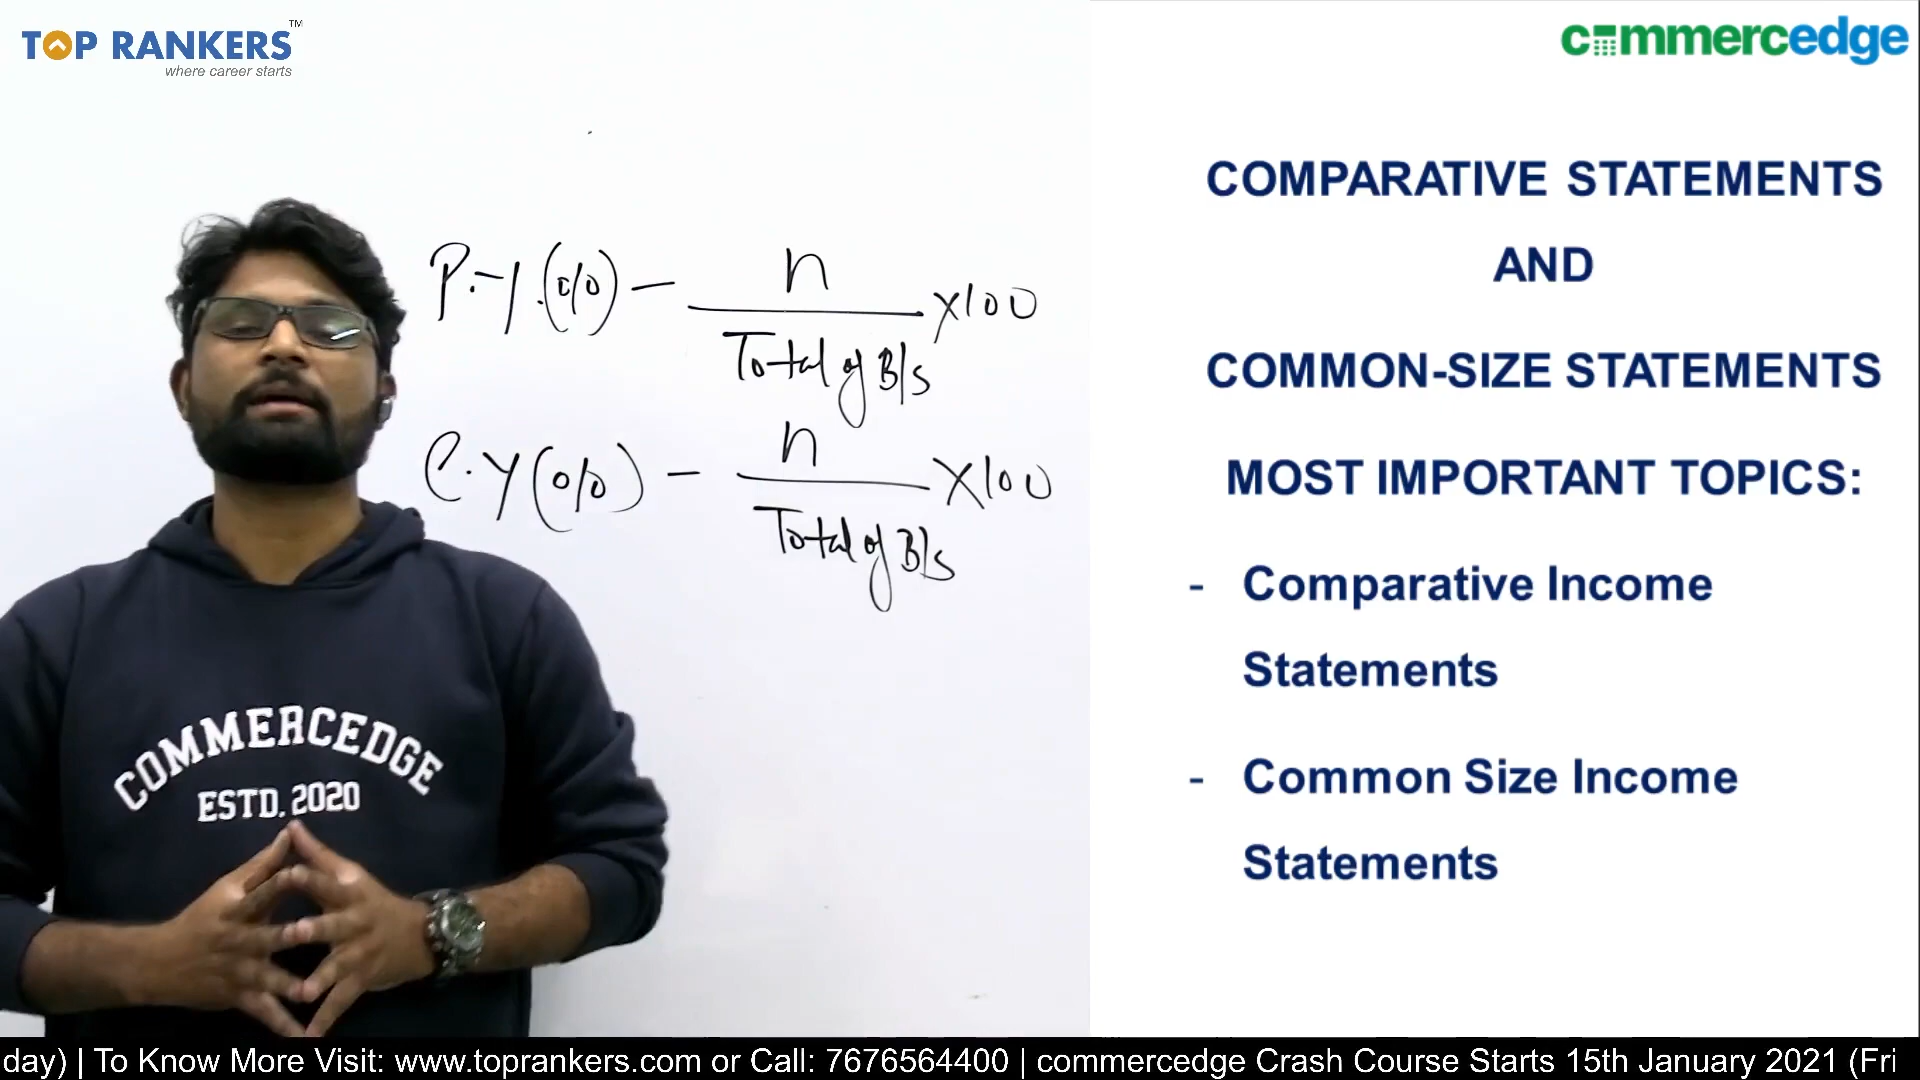 TOP RANKERS™
where career starts
commercedge
P.Y.(%) — n / Total of B/s ×100
C.Y(%) — n / Total of B/s ×100
COMMERCEDGE
ESTD. 2020
COMPARATIVE STATEMENTS
AND
COMMON-SIZE STATEMENTS
MOST IMPORTANT TOPICS:
- Comparative Income
Statements
- Common Size Income
Statements
day) | To Know More Visit: www.toprankers.com or Call: 7676564400 | commercedge Crash Course Starts 15th January 2021 (Fri